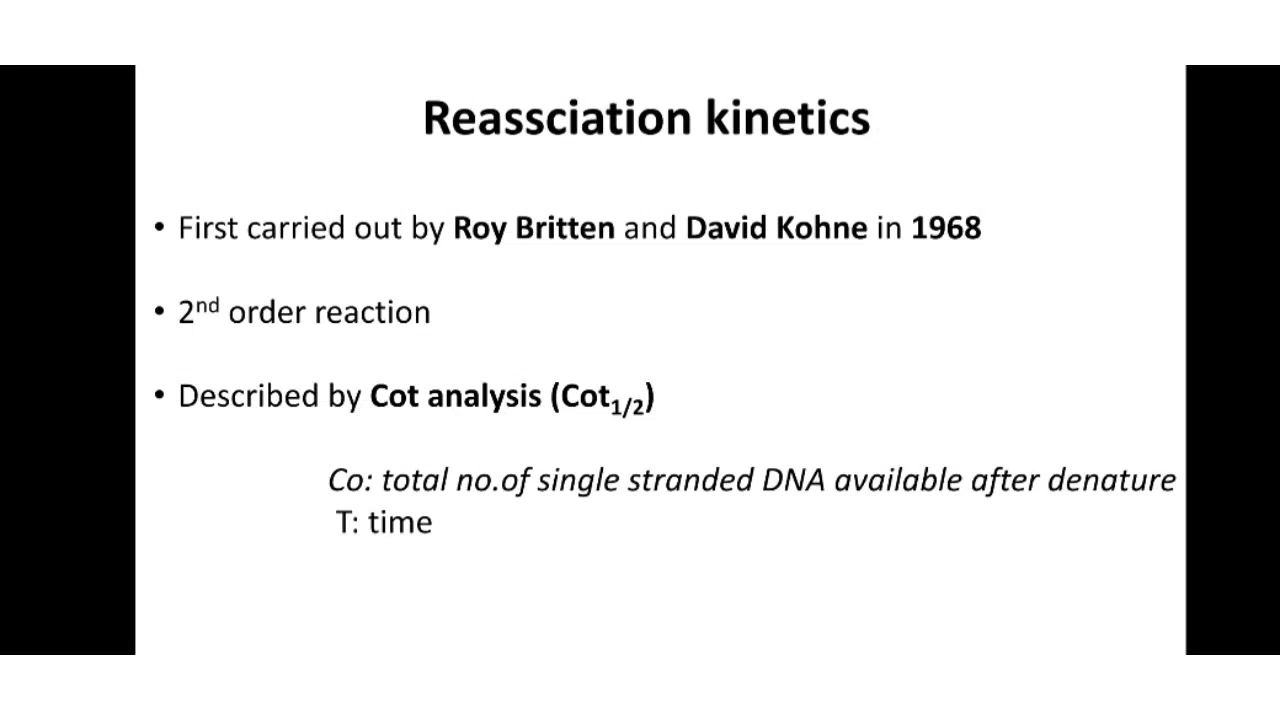 Reassciation kinetics
• First carried out by Roy Britten and David Kohne in 1968
• 2nd order reaction
• Described by Cot analysis (Cot1/2)
Co: total no.of single stranded DNA available after denature
T: time